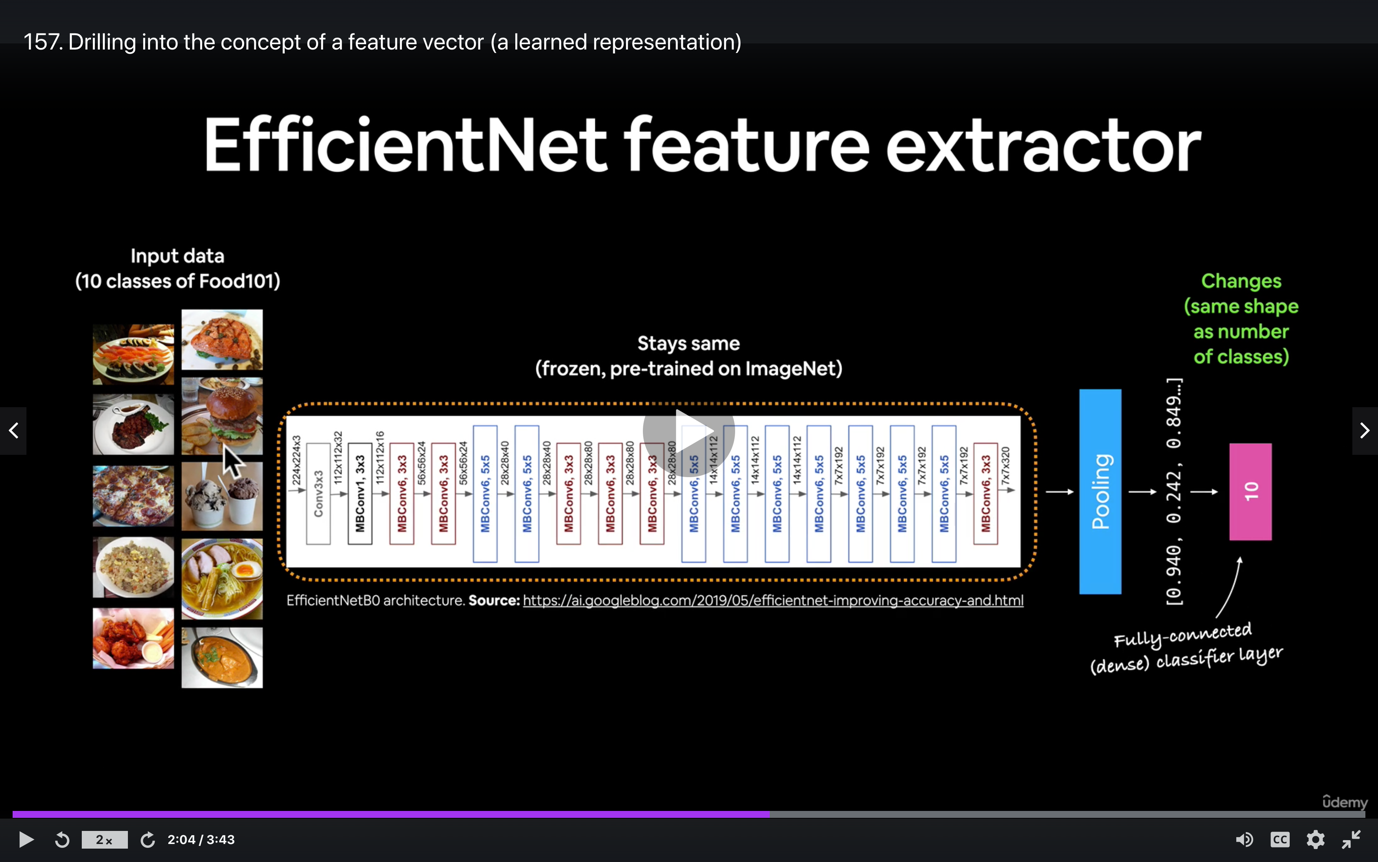 157. Drilling into the concept of a feature vector (a learned representation)
EfficientNet feature extractor
Input data
(10 classes of Food101)
Stays same
(frozen, pre-trained on ImageNet)
Changes
(same shape
as number
of classes)
224x224x3
Conv3x3
112x112x32
MBConv1, 3x3
112x112x16
MBConv6, 3x3
56x56x24
MBConv6, 3x3
56x56x24
MBConv6, 5x5
28x28x40
MBConv6, 5x5
28x28x40
MBConv6, 3x3
28x28x80
MBConv6, 3x3
28x28x80
MBConv6, 3x3
28x28x80
MBConv6, 5x5
14x14x112
MBConv6, 5x5
14x14x112
MBConv6, 5x5
14x14x112
MBConv6, 5x5
7x7x192
MBConv6, 5x5
7x7x192
MBConv6, 5x5
7x7x192
MBConv6, 5x5
7x7x192
MBConv6, 3x3
7x7x320
Pooling
[0.940, 0.242, 0.849…]
10
EfficientNetB0 architecture. Source: https://ai.googleblog.com/2019/05/efficientnet-improving-accuracy-and.html
Fully-connected
(dense) classifier layer
ûdemy
2x
2:04 / 3:43
CC